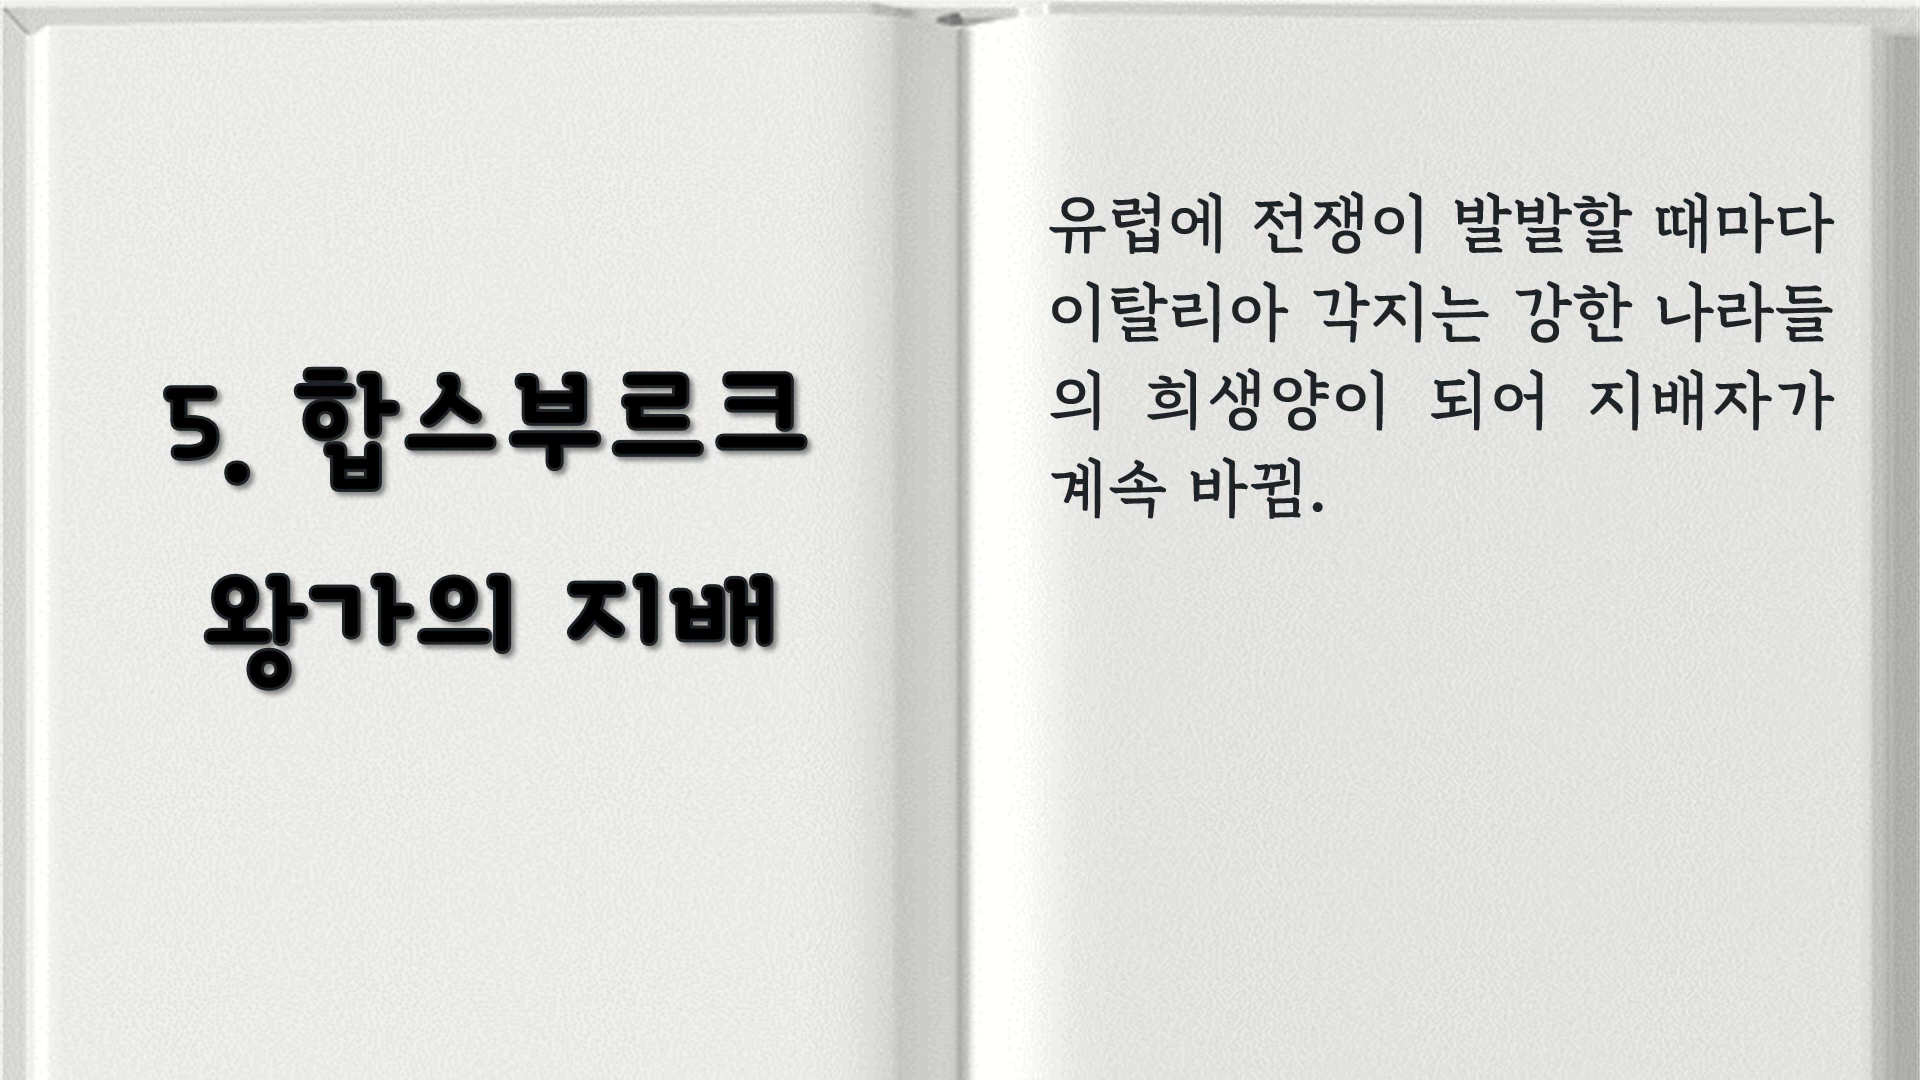 5. 합스부르크
왕가의 지배
유럽에 전쟁이 발발할 때마다
이탈리아 각지는 강한 나라들
의 희생양이 되어 지배자가
계속 바뀜.